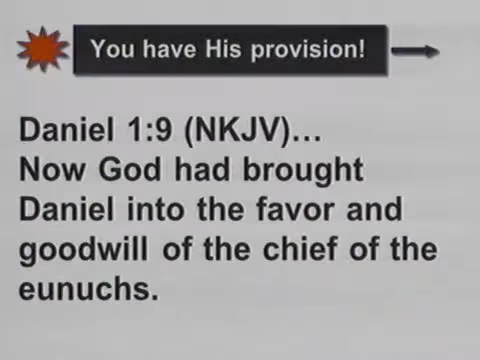 You have His provision!
Daniel 1:9 (NKJV)...
Now God had brought
Daniel into the favor and
goodwill of the chief of the
eunuchs.